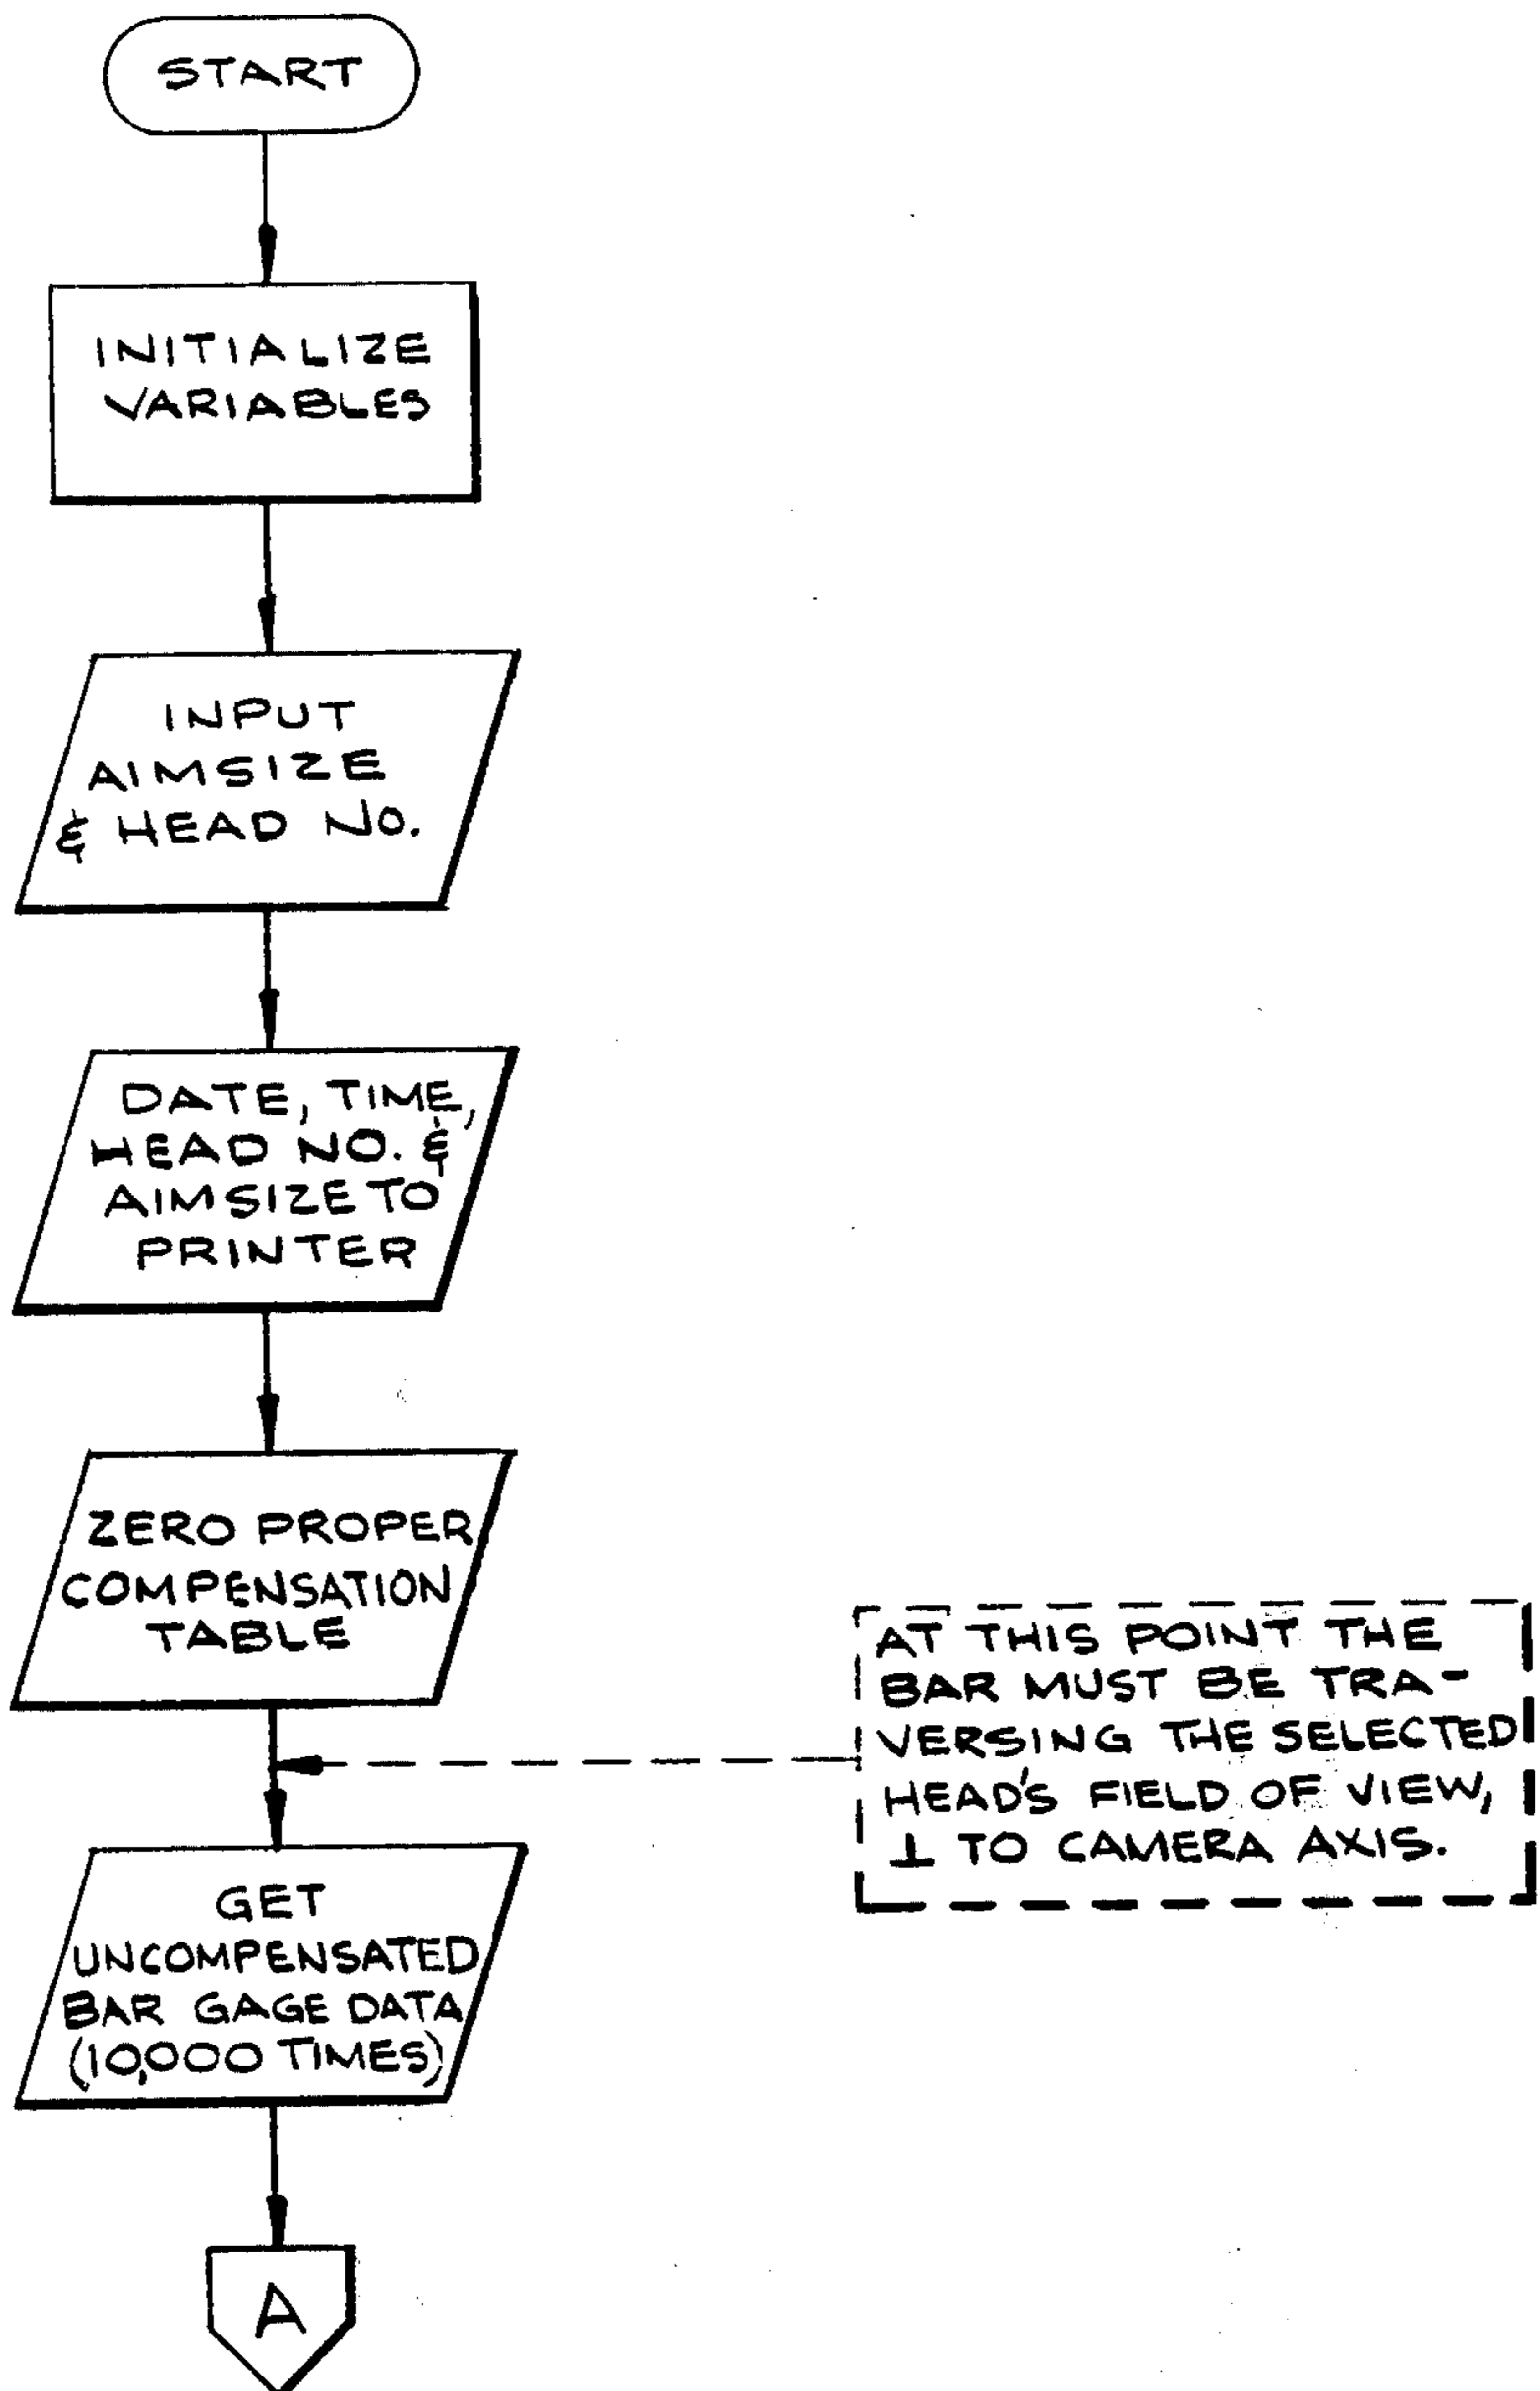 START
INITIALIZE
VARIABLES
INPUT
AIMSIZE
& HEAD NO.
DATE, TIME,
HEAD NO. &
AIMSIZE TO
PRINTER
ZERO PROPER
COMPENSATION
TABLE
AT THIS POINT THE
BAR MUST BE TRA-
VERSING THE SELECTED
HEAD'S FIELD OF VIEW,
⊥ TO CAMERA AXIS.
GET
UNCOMPENSATED
BAR GAGE DATA
(10,000 TIMES)
A